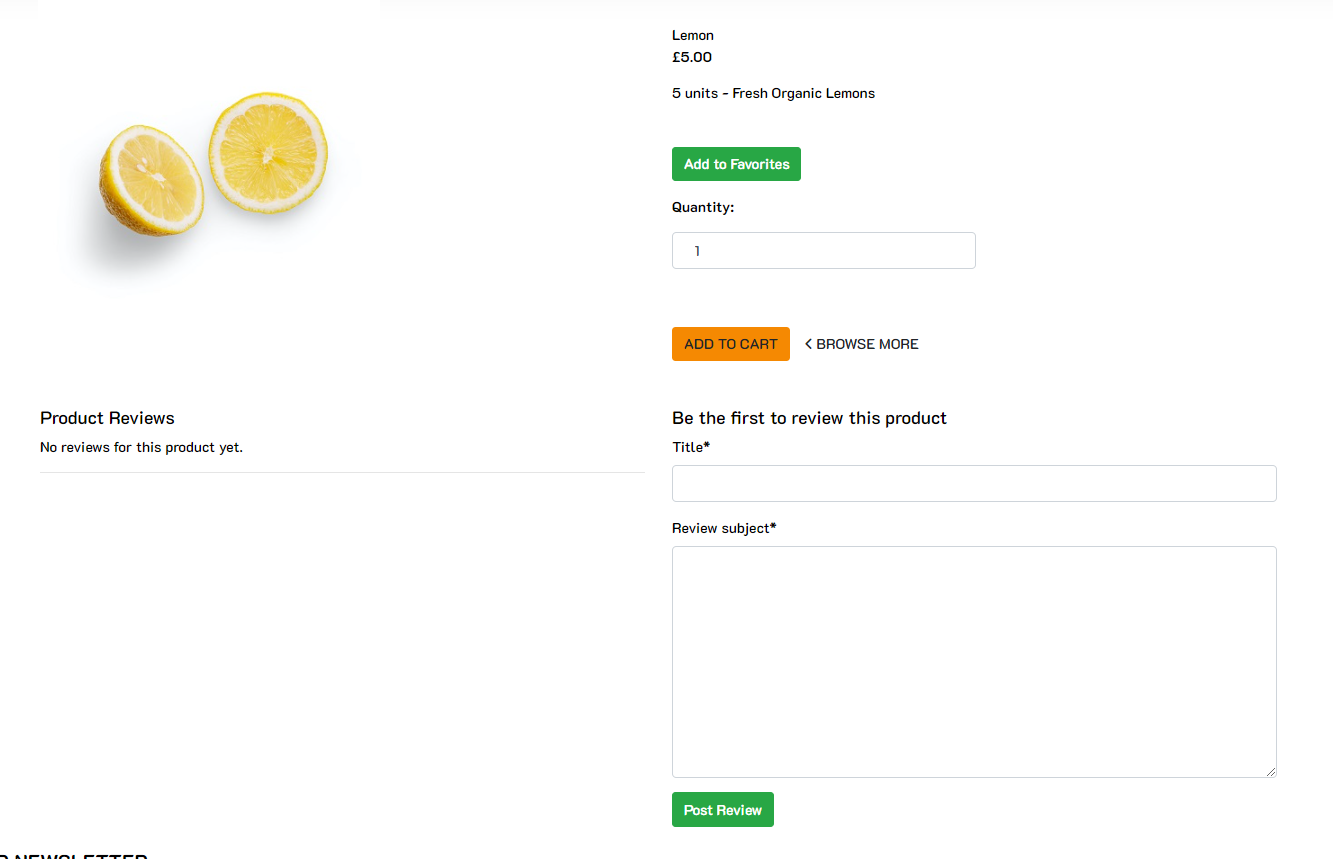 Lemon
£5.00
5 units - Fresh Organic Lemons
Add to Favorites
Quantity:
1
ADD TO CART
< BROWSE MORE
Product Reviews
No reviews for this product yet.
Be the first to review this product
Title*
Review subject*
Post Review
NEWSLETTER